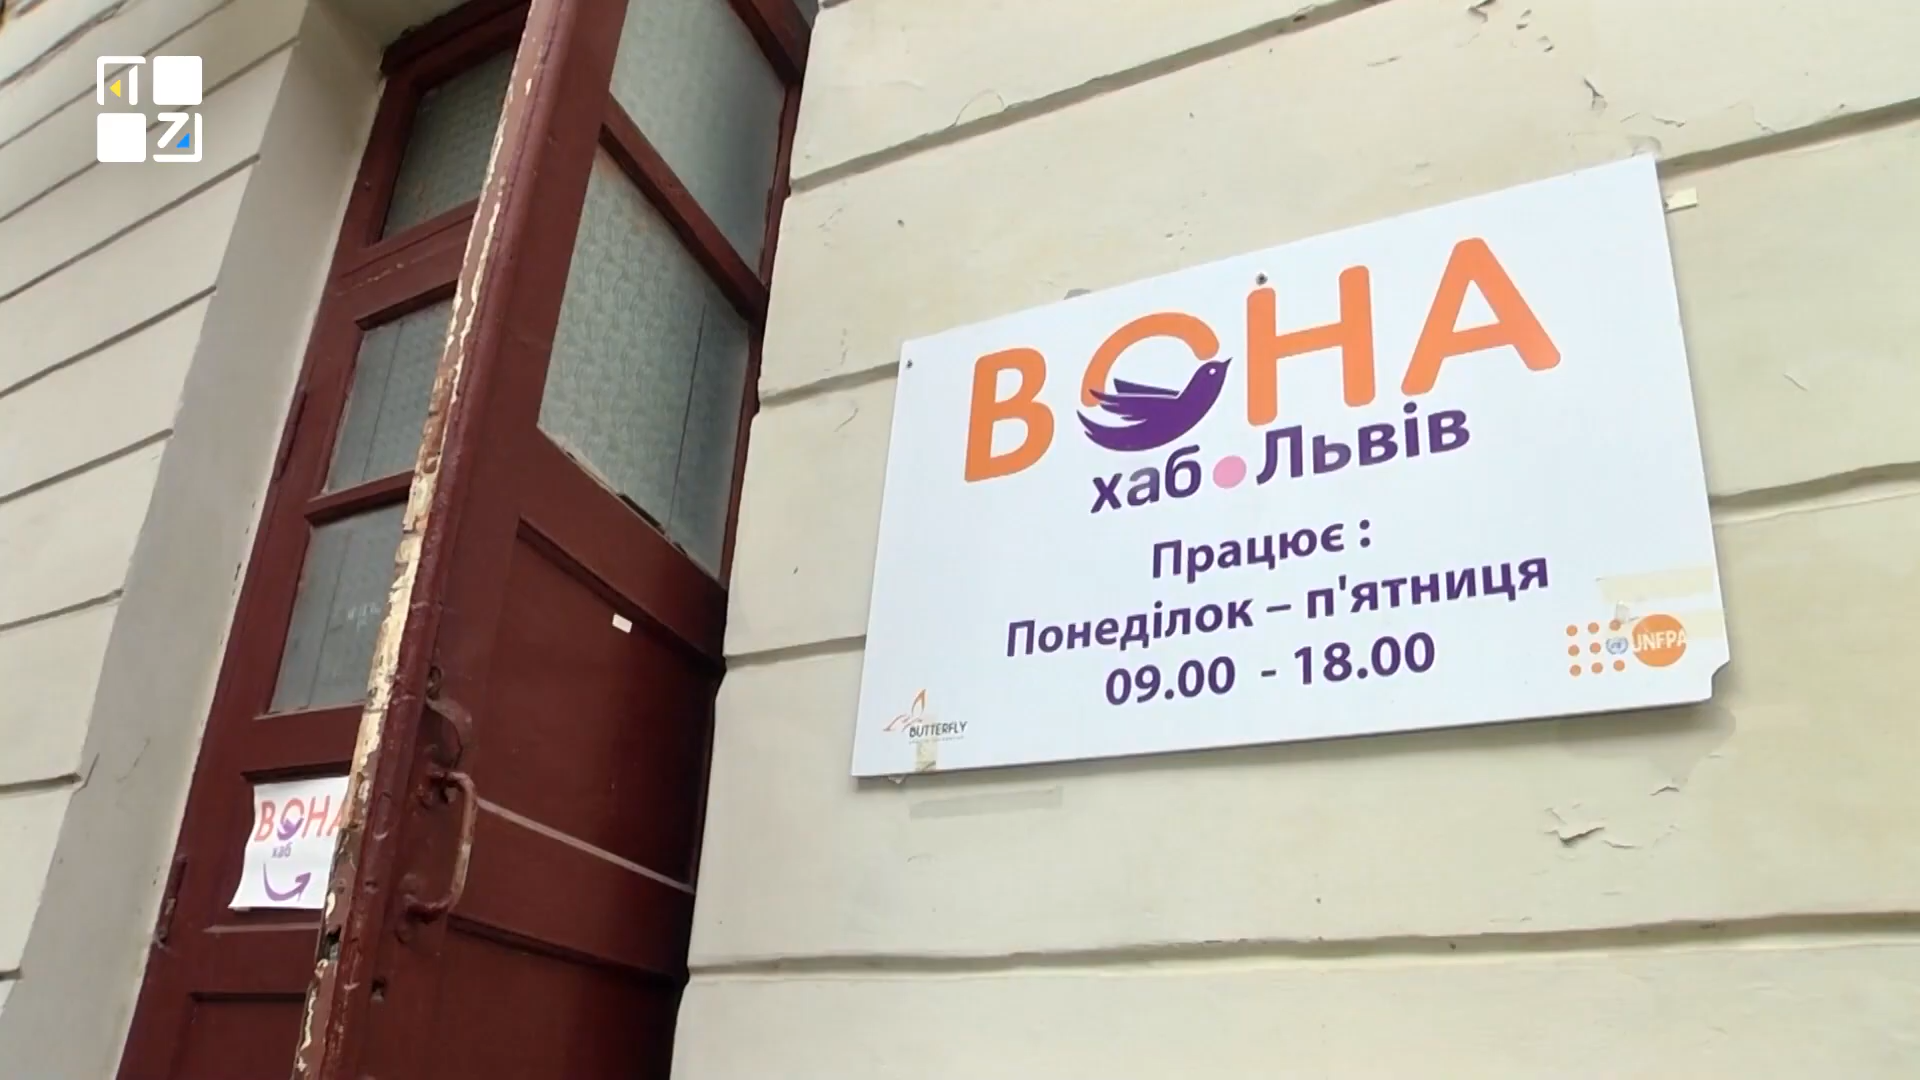 ВОНА
хаб • Львів
Працює :
Понеділок – п'ятниця
09.00 - 18.00
BUTTERFLY
UNFPA
ВОНА
хаб